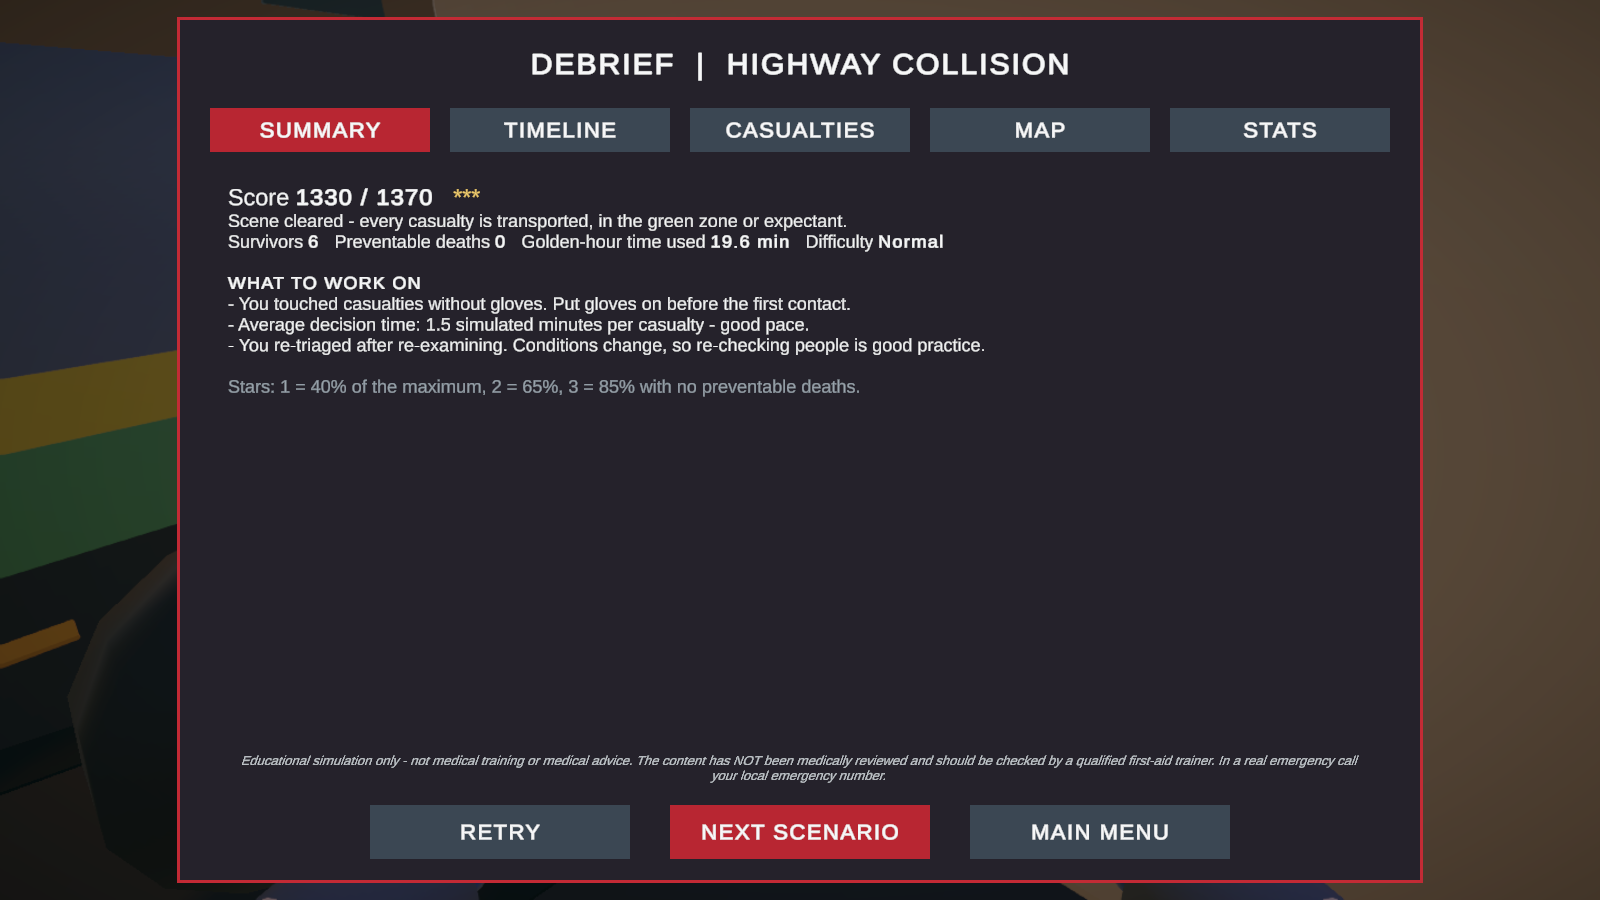 DEBRIEF | HIGHWAY COLLISION
SUMMARY
TIMELINE
CASUALTIES
MAP
STATS
Score 1330 / 1370 ***
Scene cleared - every casualty is transported, in the green zone or expectant.
Survivors 6 Preventable deaths 0 Golden-hour time used 19.6 min Difficulty Normal
WHAT TO WORK ON
- You touched casualties without gloves. Put gloves on before the first contact.
- Average decision time: 1.5 simulated minutes per casualty - good pace.
- You re-triaged after re-examining. Conditions change, so re-checking people is good practice.
Stars: 1 = 40% of the maximum, 2 = 65%, 3 = 85% with no preventable deaths.
Educational simulation only - not medical training or medical advice. The content has NOT been medically reviewed and should be checked by a qualified first-aid trainer. In a real emergency call
your local emergency number.
RETRY
NEXT SCENARIO
MAIN MENU